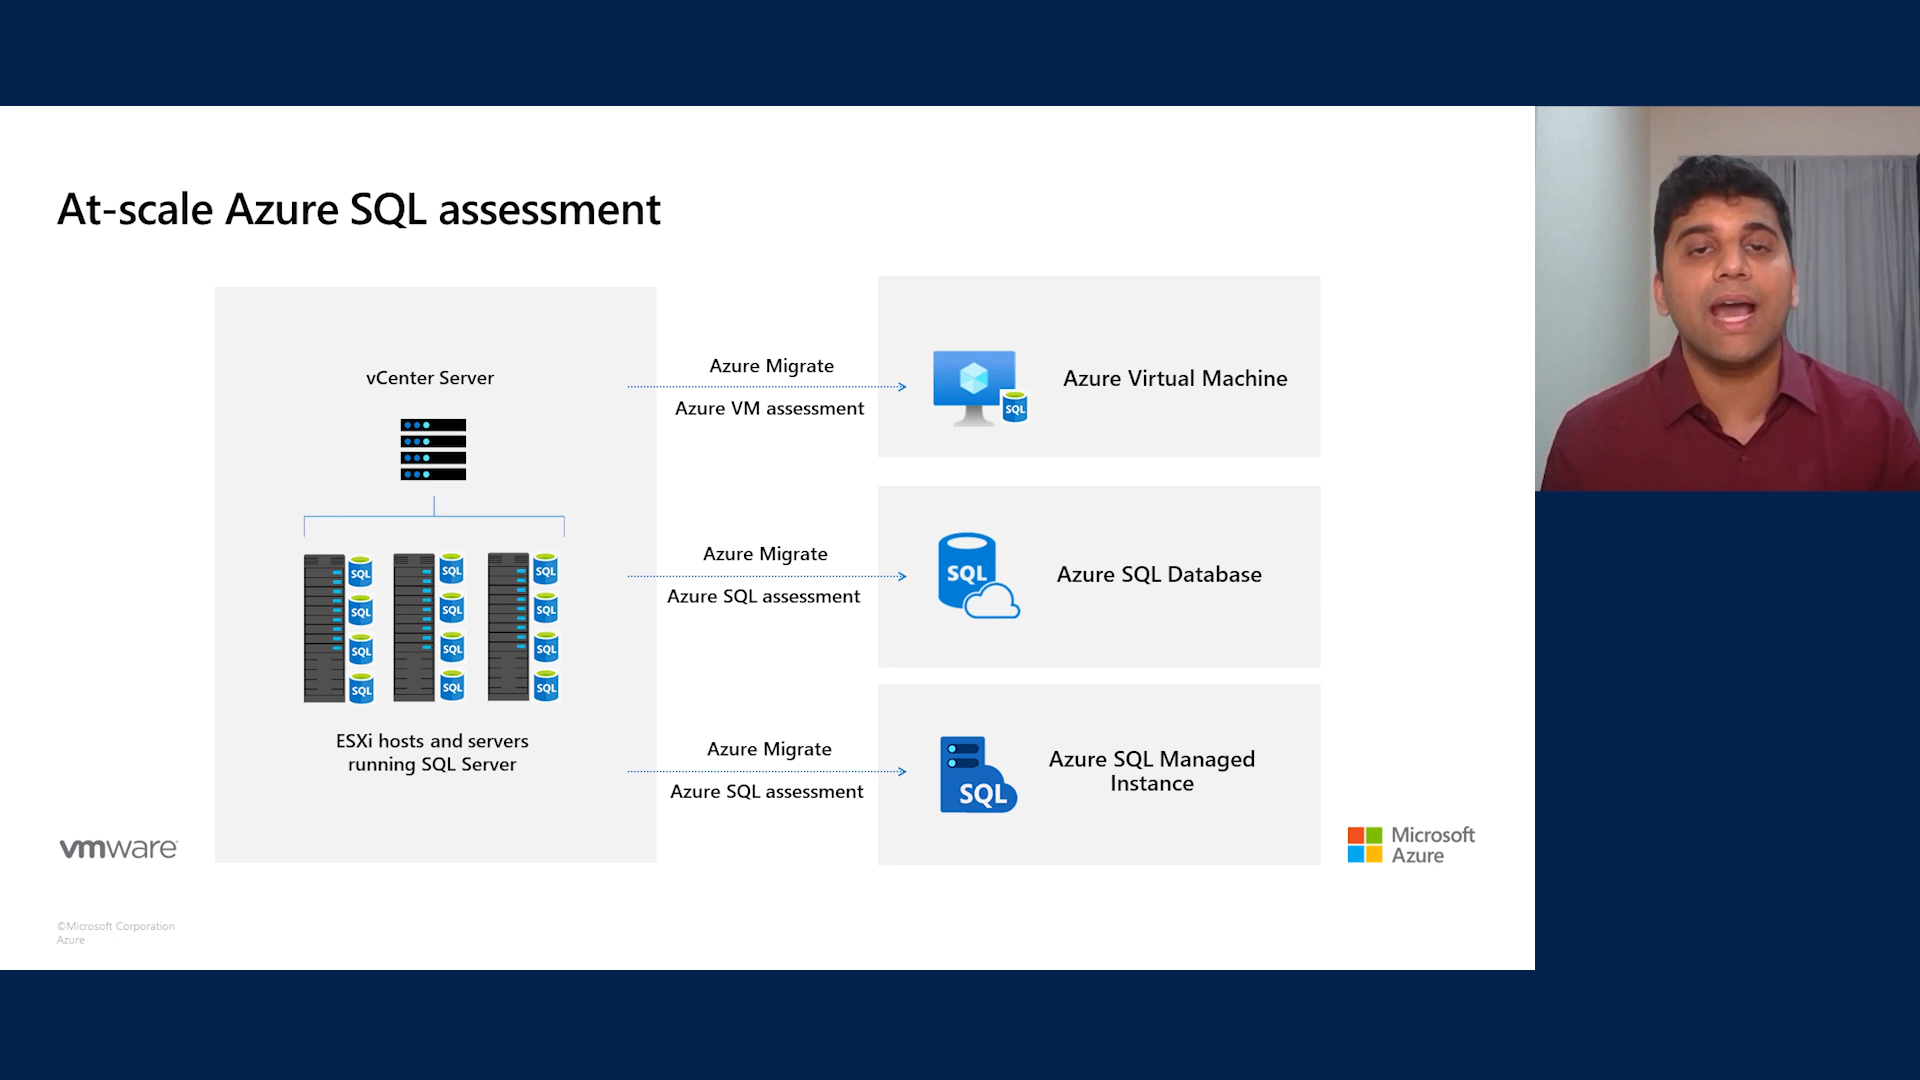 At-scale Azure SQL assessment
vCenter Server
SQL SQL SQL
SQL SQL SQL
SQL SQL SQL
SQL SQL SQL
ESXi hosts and servers
running SQL Server
Azure Migrate
Azure VM assessment
SQL
Azure Virtual Machine
Azure Migrate
Azure SQL assessment
SQL
Azure SQL Database
Azure Migrate
Azure SQL assessment
SQL
Azure SQL Managed
Instance
vmware
Microsoft
Azure
©Microsoft Corporation
Azure